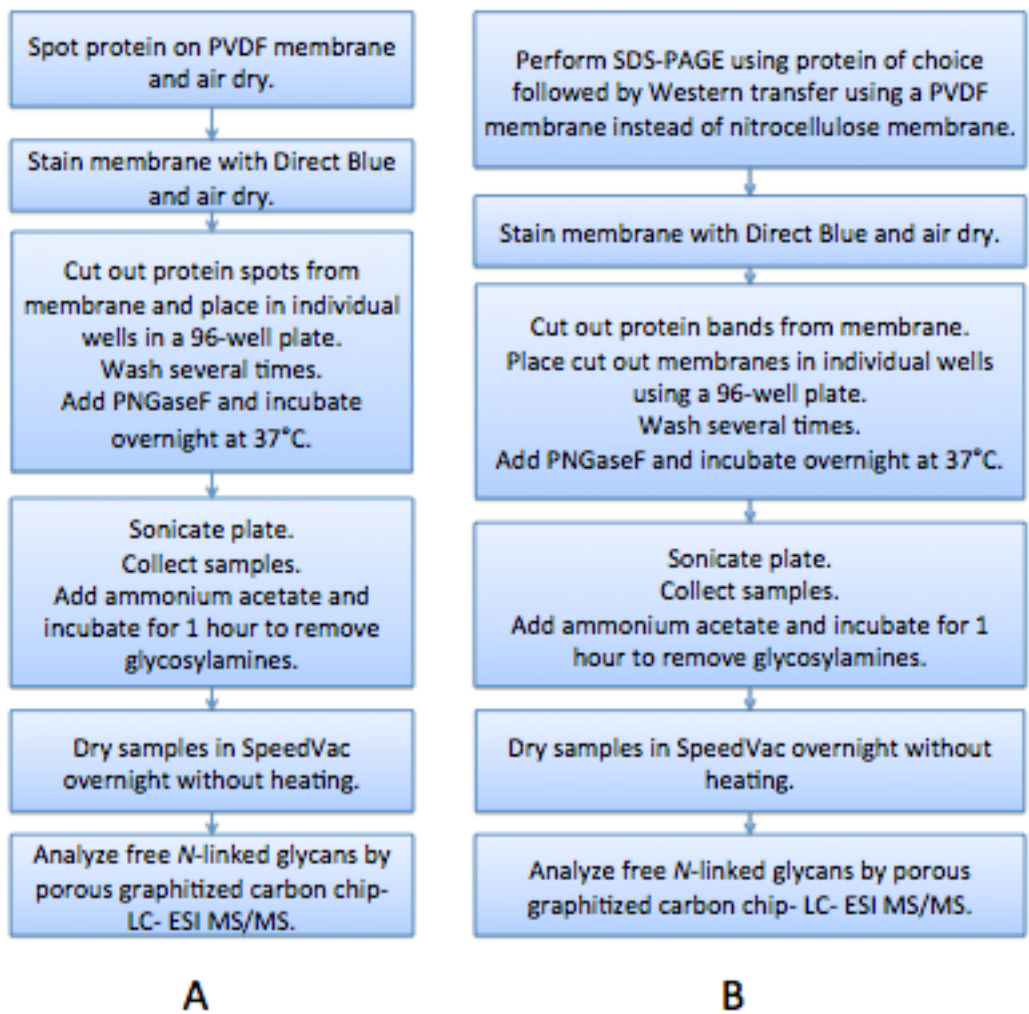 Spot protein on PVDF membrane
and air dry.
Stain membrane with Direct Blue
and air dry.
Cut out protein spots from
membrane and place in individual
wells in a 96-well plate.
Wash several times.
Add PNGaseF and incubate
overnight at 37°C.
Sonicate plate.
Collect samples.
Add ammonium acetate and
incubate for 1 hour to remove
glycosylamines.
Dry samples in SpeedVac
overnight without heating.
Analyze free N-linked glycans by
porous graphitized carbon chip-
LC- ESI MS/MS.
A
Perform SDS-PAGE using protein of choice
followed by Western transfer using a PVDF
membrane instead of nitrocellulose membrane.
Stain membrane with Direct Blue and air dry.
Cut out protein bands from membrane.
Place cut out membranes in individual wells
using a 96-well plate.
Wash several times.
Add PNGaseF and incubate overnight at 37°C.
Sonicate plate.
Collect samples.
Add ammonium acetate and incubate for 1
hour to remove glycosylamines.
Dry samples in SpeedVac overnight without
heating.
Analyze free N-linked glycans by porous
graphitized carbon chip- LC- ESI MS/MS.
B